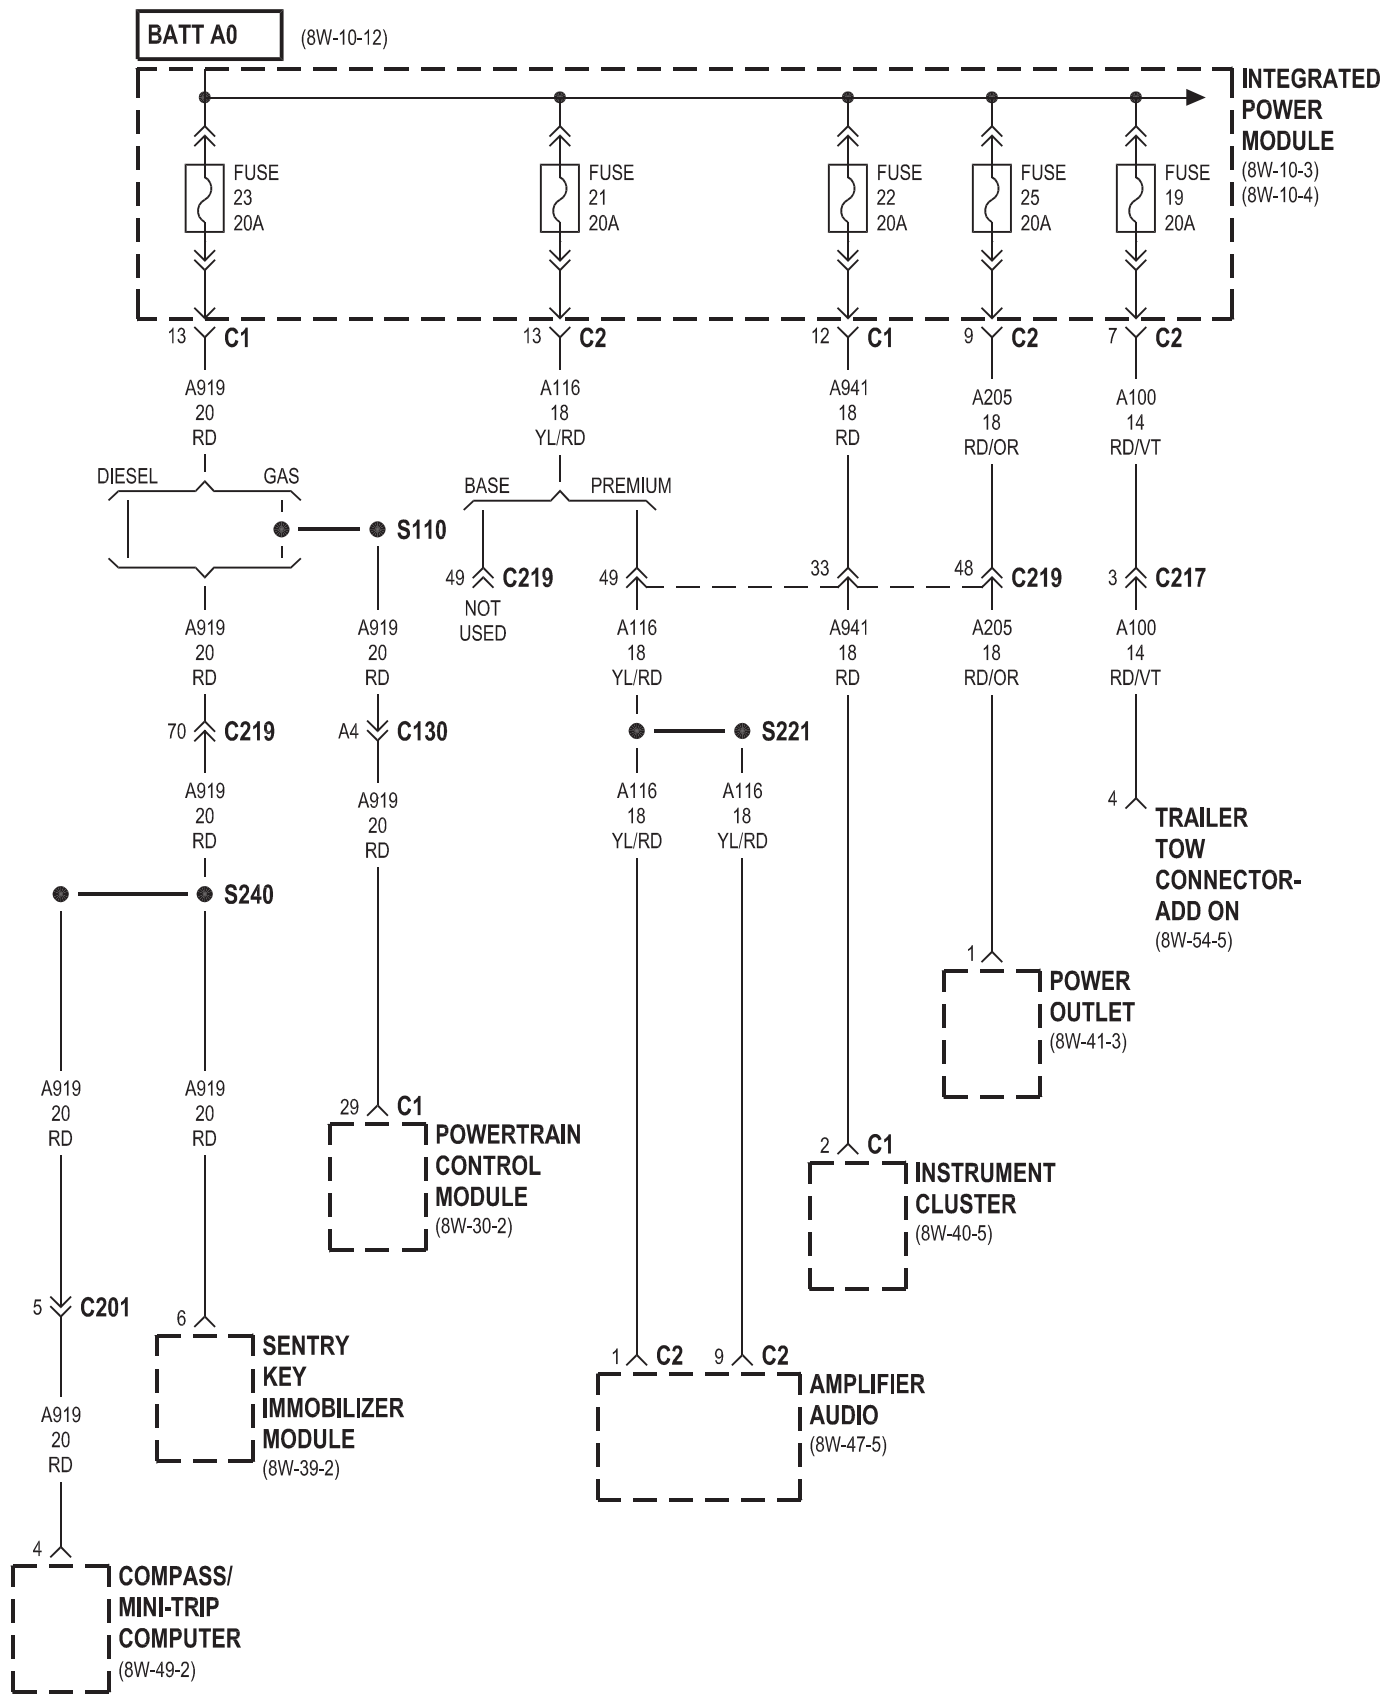 BATT A0 (8W-10-12)
INTEGRATED
POWER
MODULE
(8W-10-3)
(8W-10-4)
FUSE
23
20A
FUSE
21
20A
FUSE
22
20A
FUSE
25
20A
FUSE
19
20A
13 C1
13 C2
12 C1
9 C2
7 C2
A919
20
RD
A116
18
YL/RD
A941
18
RD
A205
18
RD/OR
A100
14
RD/VT
DIESEL GAS
BASE PREMIUM
S110
49 C219
NOT
USED
49
33
48 C219
3 C217
A919
20
RD
A919
20
RD
A116
18
YL/RD
A941
18
RD
A205
18
RD/OR
A100
14
RD/VT
70 C219
A4 C130
S221
A919
20
RD
A919
20
RD
A116
18
YL/RD
A116
18
YL/RD
4
TRAILER
TOW
CONNECTOR-
ADD ON
(8W-54-5)
S240
1
POWER
OUTLET
(8W-41-3)
A919
20
RD
A919
20
RD
29 C1
POWERTRAIN
CONTROL
MODULE
(8W-30-2)
2 C1
INSTRUMENT
CLUSTER
(8W-40-5)
5 C201
6
SENTRY
KEY
IMMOBILIZER
MODULE
(8W-39-2)
1 C2
9 C2
AMPLIFIER
AUDIO
(8W-47-5)
A919
20
RD
4
COMPASS/
MINI-TRIP
COMPUTER
(8W-49-2)